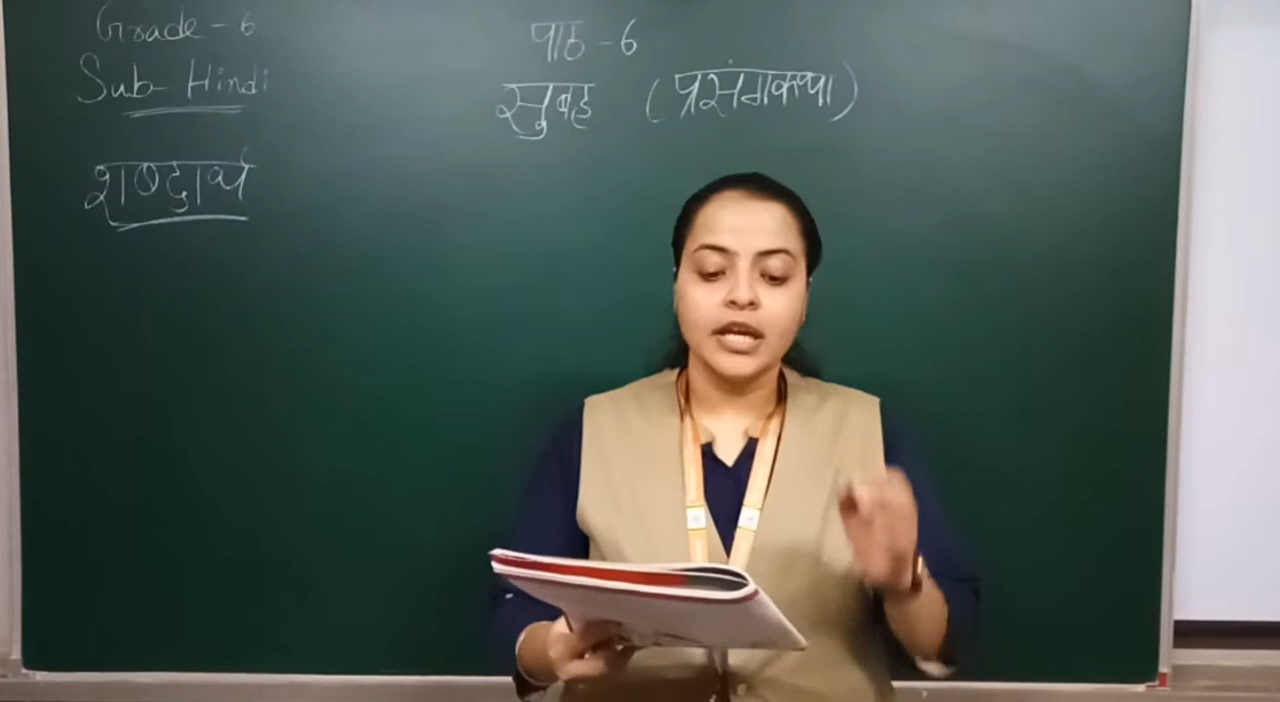 Grade - 6
Sub- Hindi
शब्दार्थ
पाठ - 6
सुबह (प्रसंगकथा)